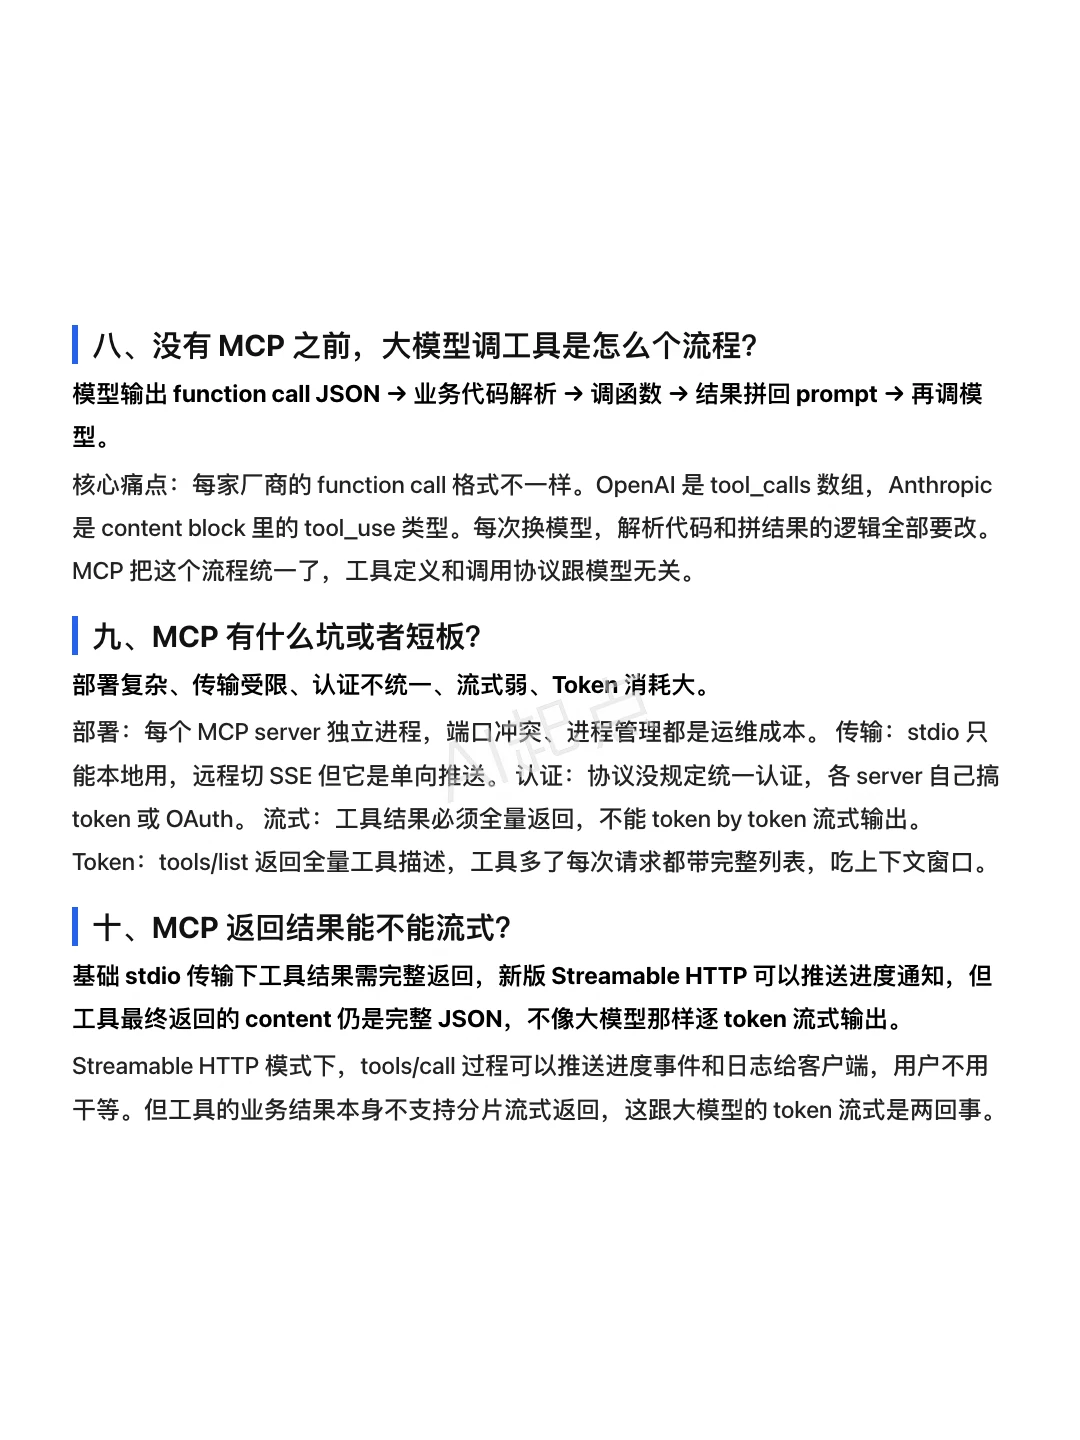 八、没有 MCP 之前，大模型调工具是怎么个流程？
模型输出 function call JSON → 业务代码解析 → 调函数 → 结果拼回 prompt → 再调模
型。
核心痛点：每家厂商的 function call 格式不一样。OpenAI 是 tool_calls 数组，Anthropic
是 content block 里的 tool_use 类型。每次换模型，解析代码和拼结果的逻辑全部要改。
MCP 把这个流程统一了，工具定义和调用协议跟模型无关。
九、MCP 有什么坑或者短板？
部署复杂、传输受限、认证不统一、流式弱、Token 消耗大。
部署：每个 MCP server 独立进程，端口冲突、进程管理都是运维成本。 传输：stdio 只
能本地用，远程切 SSE 但它是单向推送。 认证：协议没规定统一认证，各 server 自己搞
token 或 OAuth。 流式：工具结果必须全量返回，不能 token by token 流式输出。
Token：tools/list 返回全量工具描述，工具多了每次请求都带完整列表，吃上下文窗口。
AI起户
十、MCP 返回结果能不能流式？
基础 stdio 传输下工具结果需完整返回，新版 Streamable HTTP 可以推送进度通知，但
工具最终返回的 content 仍是完整 JSON，不像大模型那样逐 token 流式输出。
Streamable HTTP 模式下，tools/call 过程可以推送进度事件和日志给客户端，用户不用
干等。但工具的业务结果本身不支持分片流式返回，这跟大模型的 token 流式是两回事。